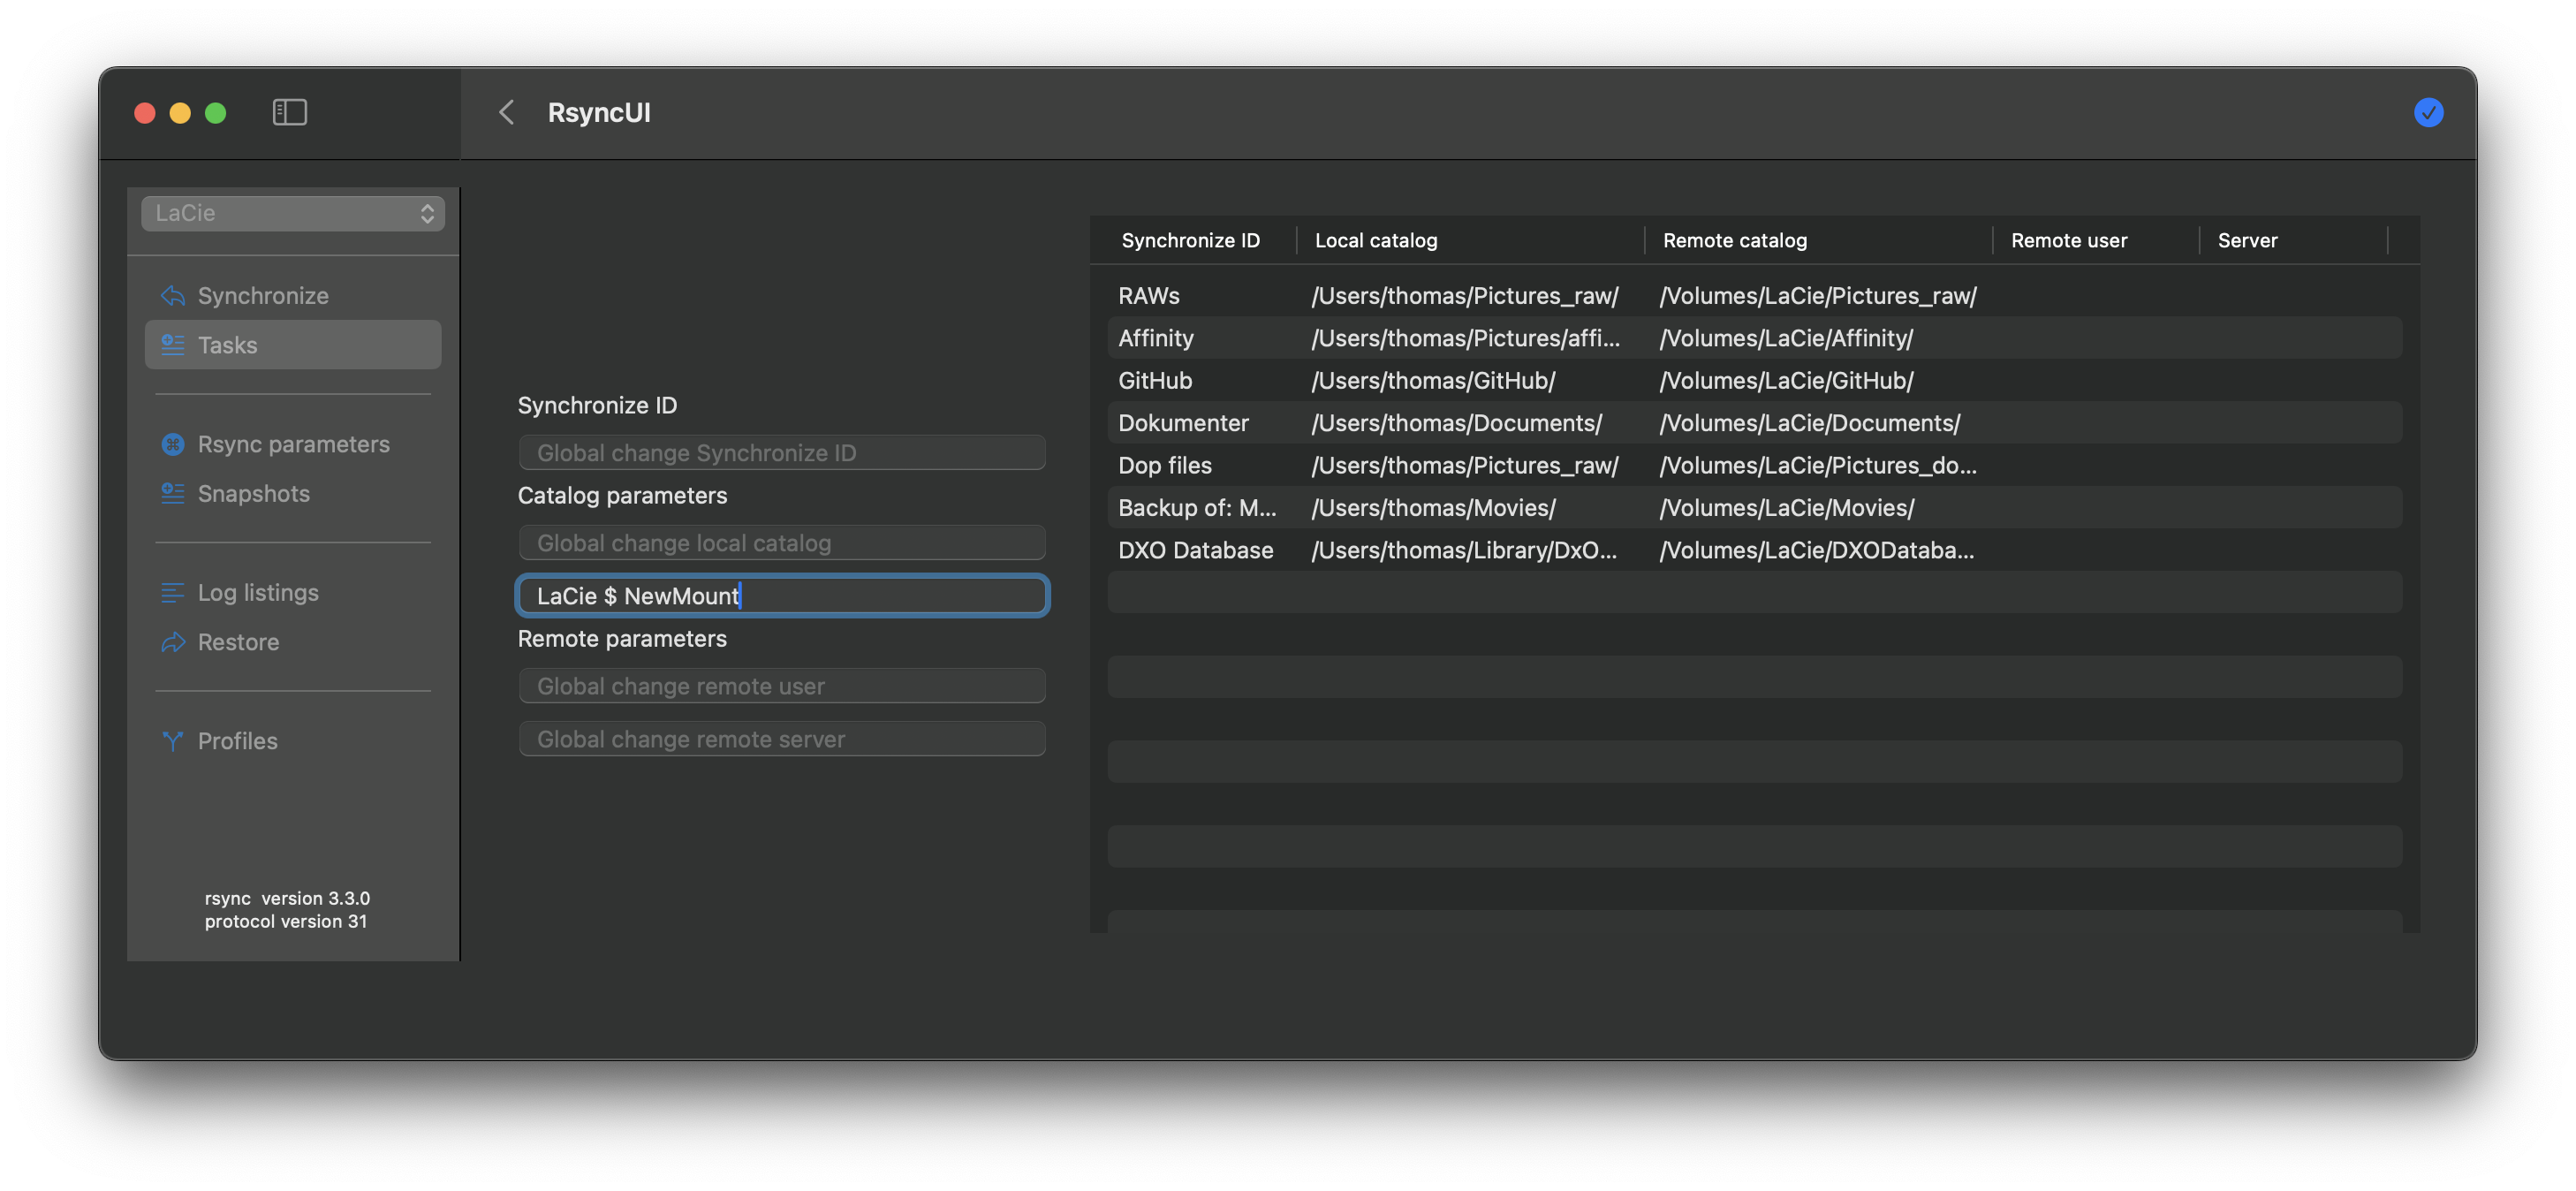 RsyncUI
LaCie
Synchronize
Tasks
Rsync parameters
Snapshots
Log listings
Restore
Profiles
rsync  version 3.3.0
protocol version 31
Synchronize ID
Global change Synchronize ID
Catalog parameters
Global change local catalog
LaCie $ NewMount
Remote parameters
Global change remote user
Global change remote server
Synchronize ID Local catalog Remote catalog Remote user Server
RAWs /Users/thomas/Pictures_raw/ /Volumes/LaCie/Pictures_raw/
Affinity /Users/thomas/Pictures/affi... /Volumes/LaCie/Affinity/
GitHub /Users/thomas/GitHub/ /Volumes/LaCie/GitHub/
Dokumenter /Users/thomas/Documents/ /Volumes/LaCie/Documents/
Dop files /Users/thomas/Pictures_raw/ /Volumes/LaCie/Pictures_do...
Backup of: M... /Users/thomas/Movies/ /Volumes/LaCie/Movies/
DXO Database /Users/thomas/Library/DxO... /Volumes/LaCie/DXODataba...